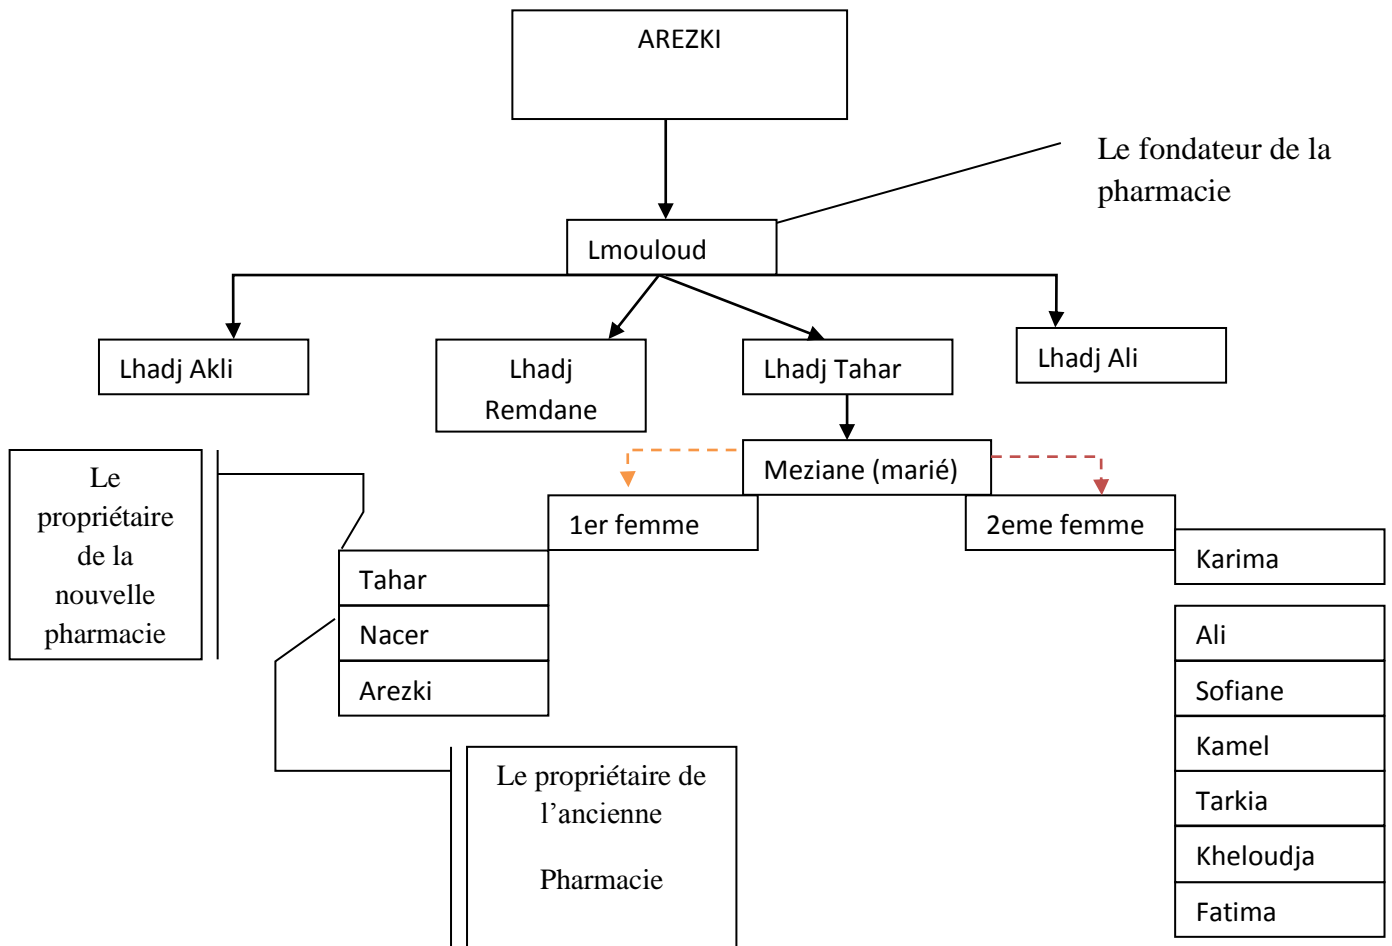 AREZKI
Le fondateur de la
pharmacie
Lmouloud
Lhadj Akli
Lhadj
Remdane
Lhadj Tahar
Lhadj Ali
Meziane (marié)
1er femme
2eme femme
Le
propriétaire
de la
nouvelle
pharmacie
Tahar
Nacer
Arezki
Karima
Ali
Sofiane
Kamel
Tarkia
Kheloudja
Fatima
Le propriétaire de
l’ancienne
Pharmacie